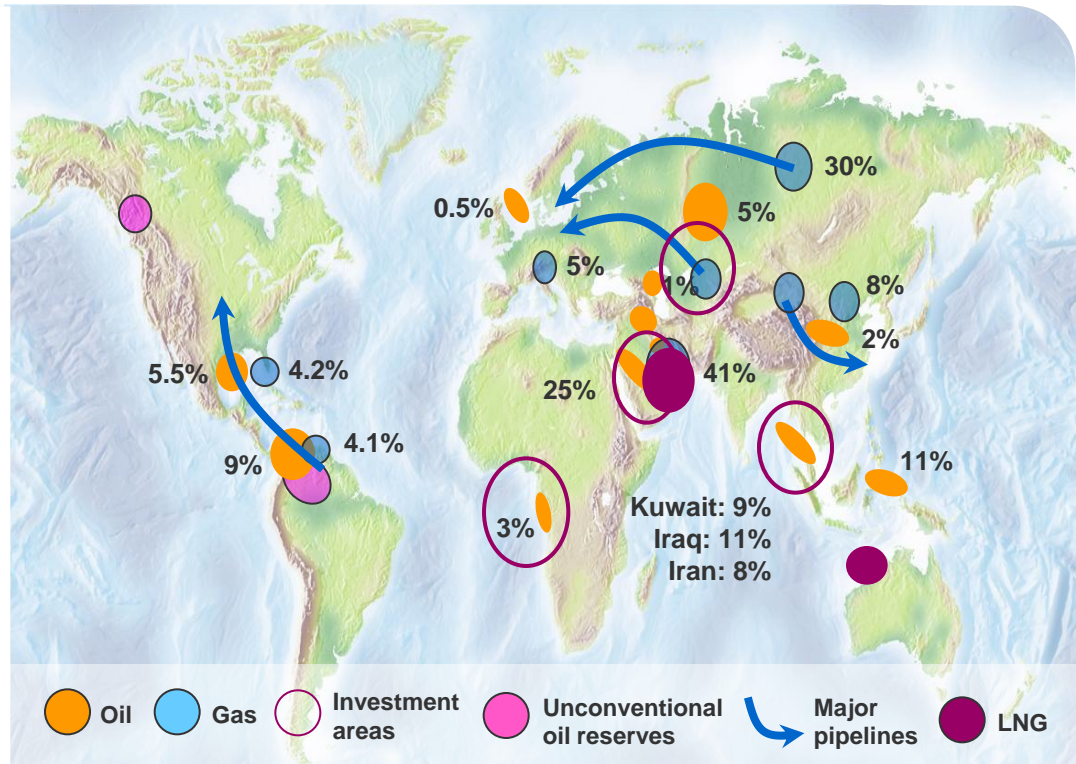 30%
0.5%
5%
5%
1%
8%
2%
5.5%
4.2%
25%
41%
9%
4.1%
11%
3%
Kuwait: 9%
Iraq: 11%
Iran: 8%
Oil
Gas
Investment
areas
Unconventional
oil reserves
Major
pipelines
LNG